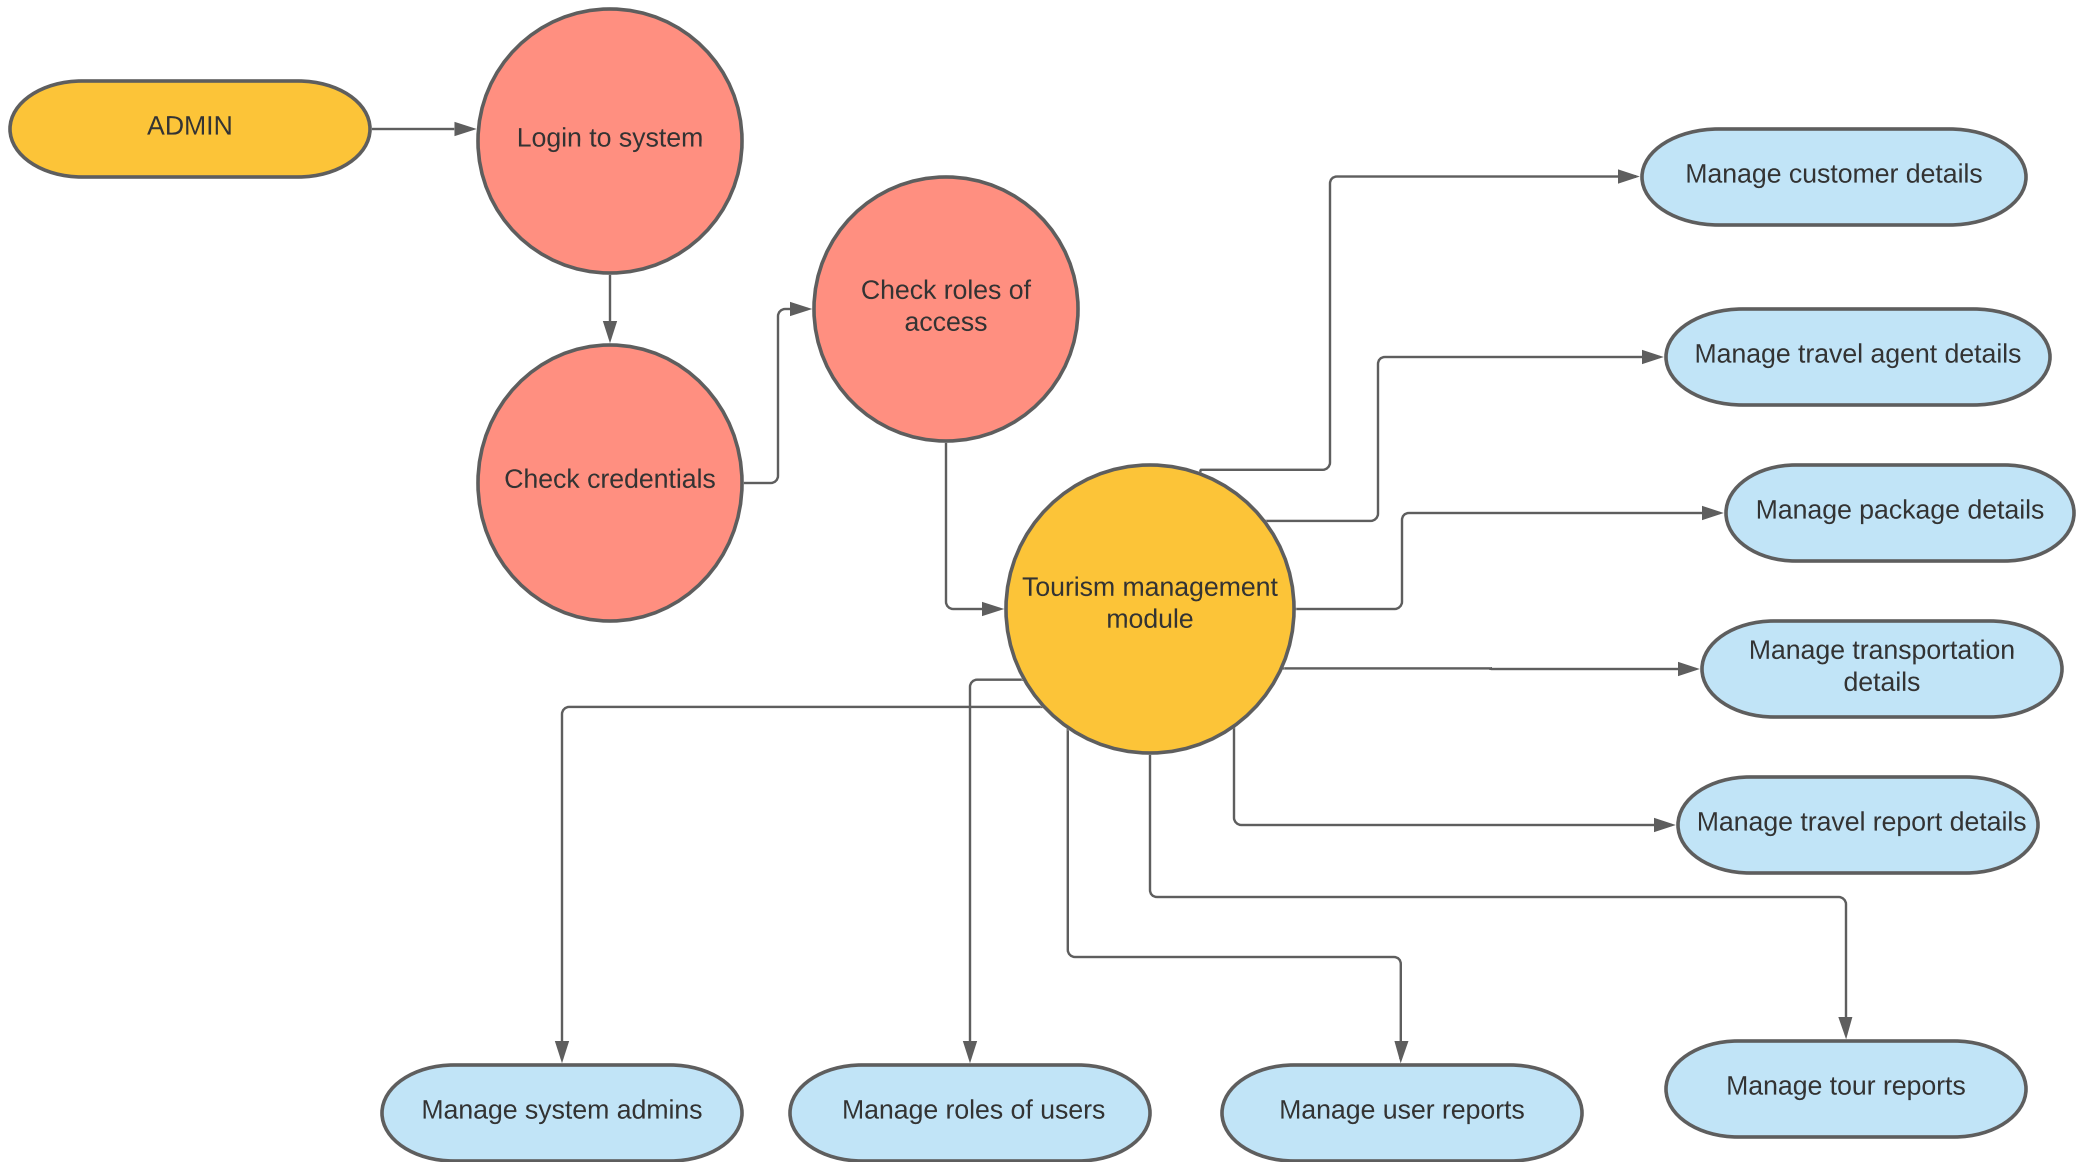 ADMIN
Login to system
Check credentials
Check roles of
access
Tourism management
module
Manage customer details
Manage travel agent details
Manage package details
Manage transportation
details
Manage travel report details
Manage tour reports
Manage user reports
Manage roles of users
Manage system admins